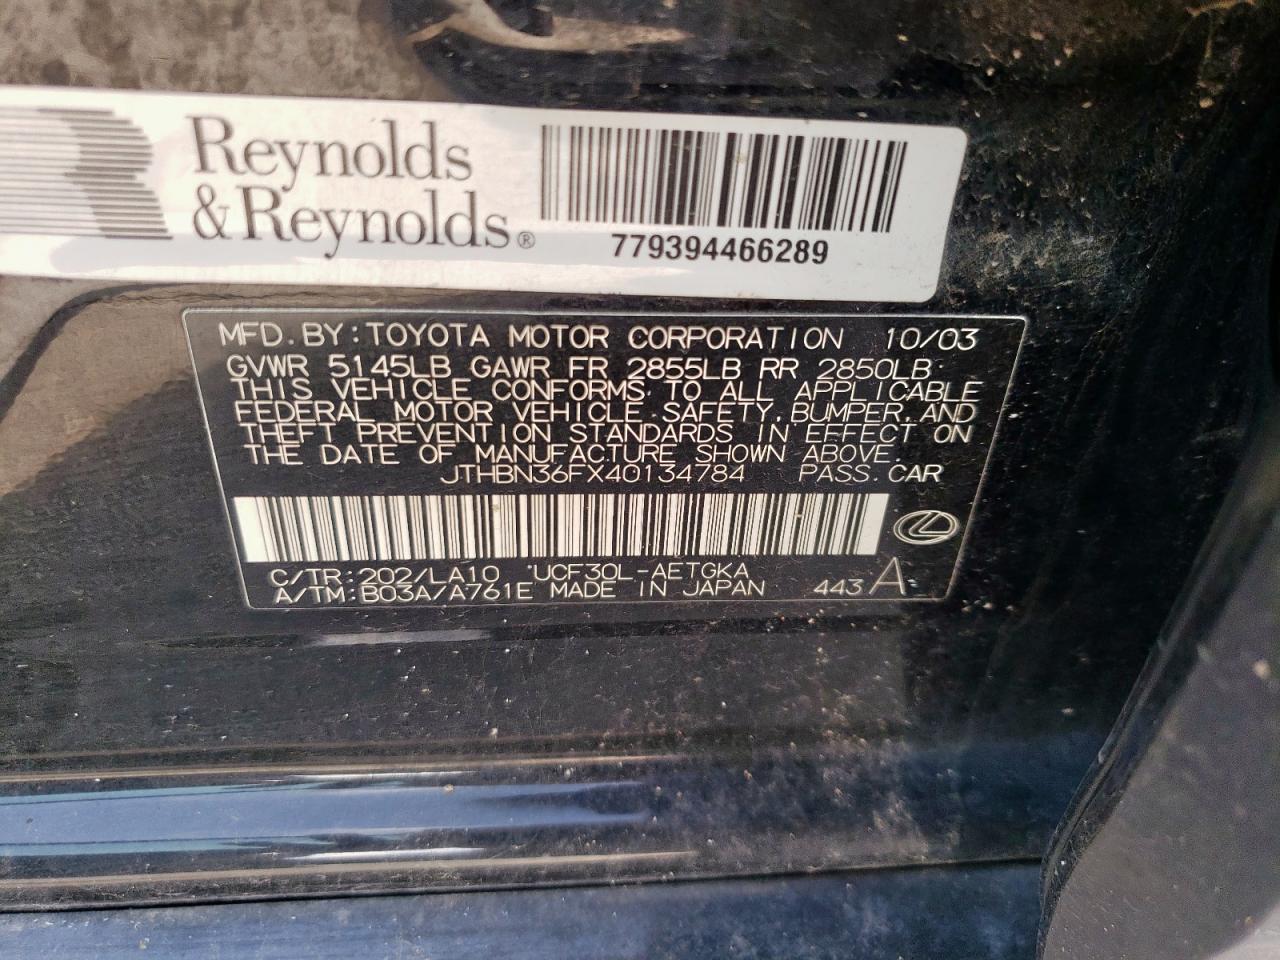 Reynolds
& Reynolds®
779394466289
MFD. BY: TOYOTA MOTOR CORPORATION 10/03
GVWR 5145LB GAWR FR 2855LB RR 2850LB
THIS VEHICLE CONFORMS TO ALL APPLICABLE
FEDERAL MOTOR VEHICLE SAFETY, BUMPER, AND
THEFT PREVENTION STANDARDS IN EFFECT ON
THE DATE OF MANUFACTURE SHOWN ABOVE.
JTHBN36FX40134784 PASS. CAR
C/TR: 202/LA10 UCF30L-AETGKA
A/TM: B03A/A761E MADE IN JAPAN 443 A